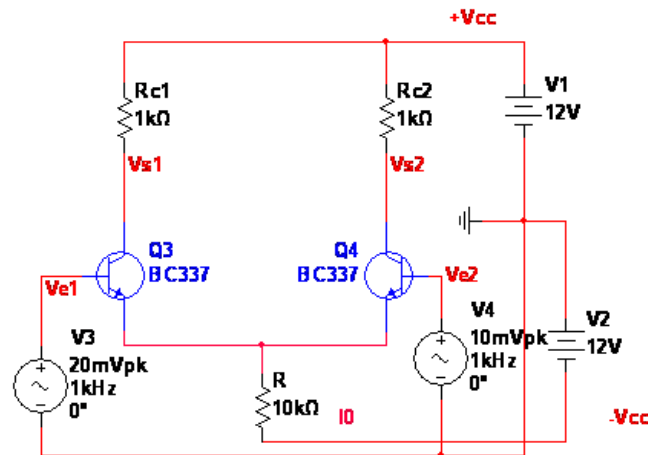 +Vcc
Rc1
1kΩ
Rc2
1kΩ
V1
12V
Vs1
Vs2
Q3
BC337
Q4
BC337
Ve1
Ve2
V3
20mVpk
1kHz
0°
V4
10mVpk
1kHz
0°
V2
12V
R
10kΩ
I0
-Vcc